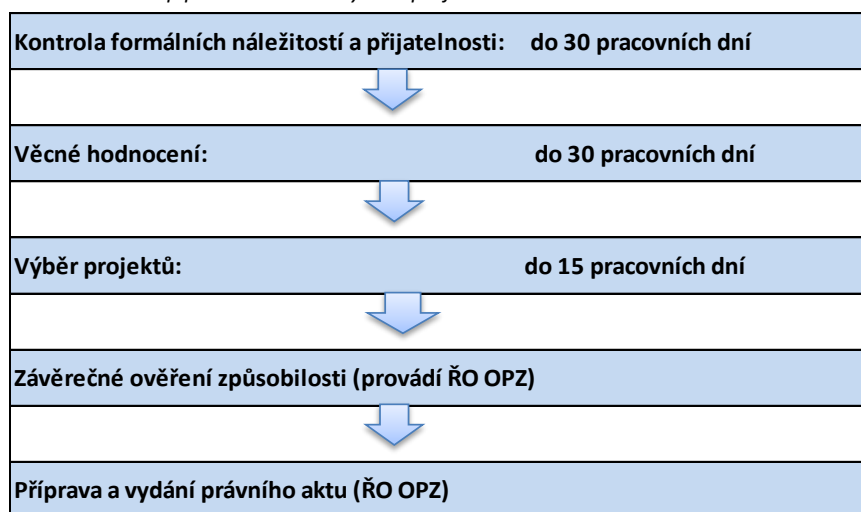 Kontrola formálních náležitostí a přijatelnosti: do 30 pracovních dní
Věcné hodnocení: do 30 pracovních dní
Výběr projektů: do 15 pracovních dní
Závěrečné ověření způsobilosti (provádí ŘO OPZ)
Příprava a vydání právního aktu (ŘO OPZ)